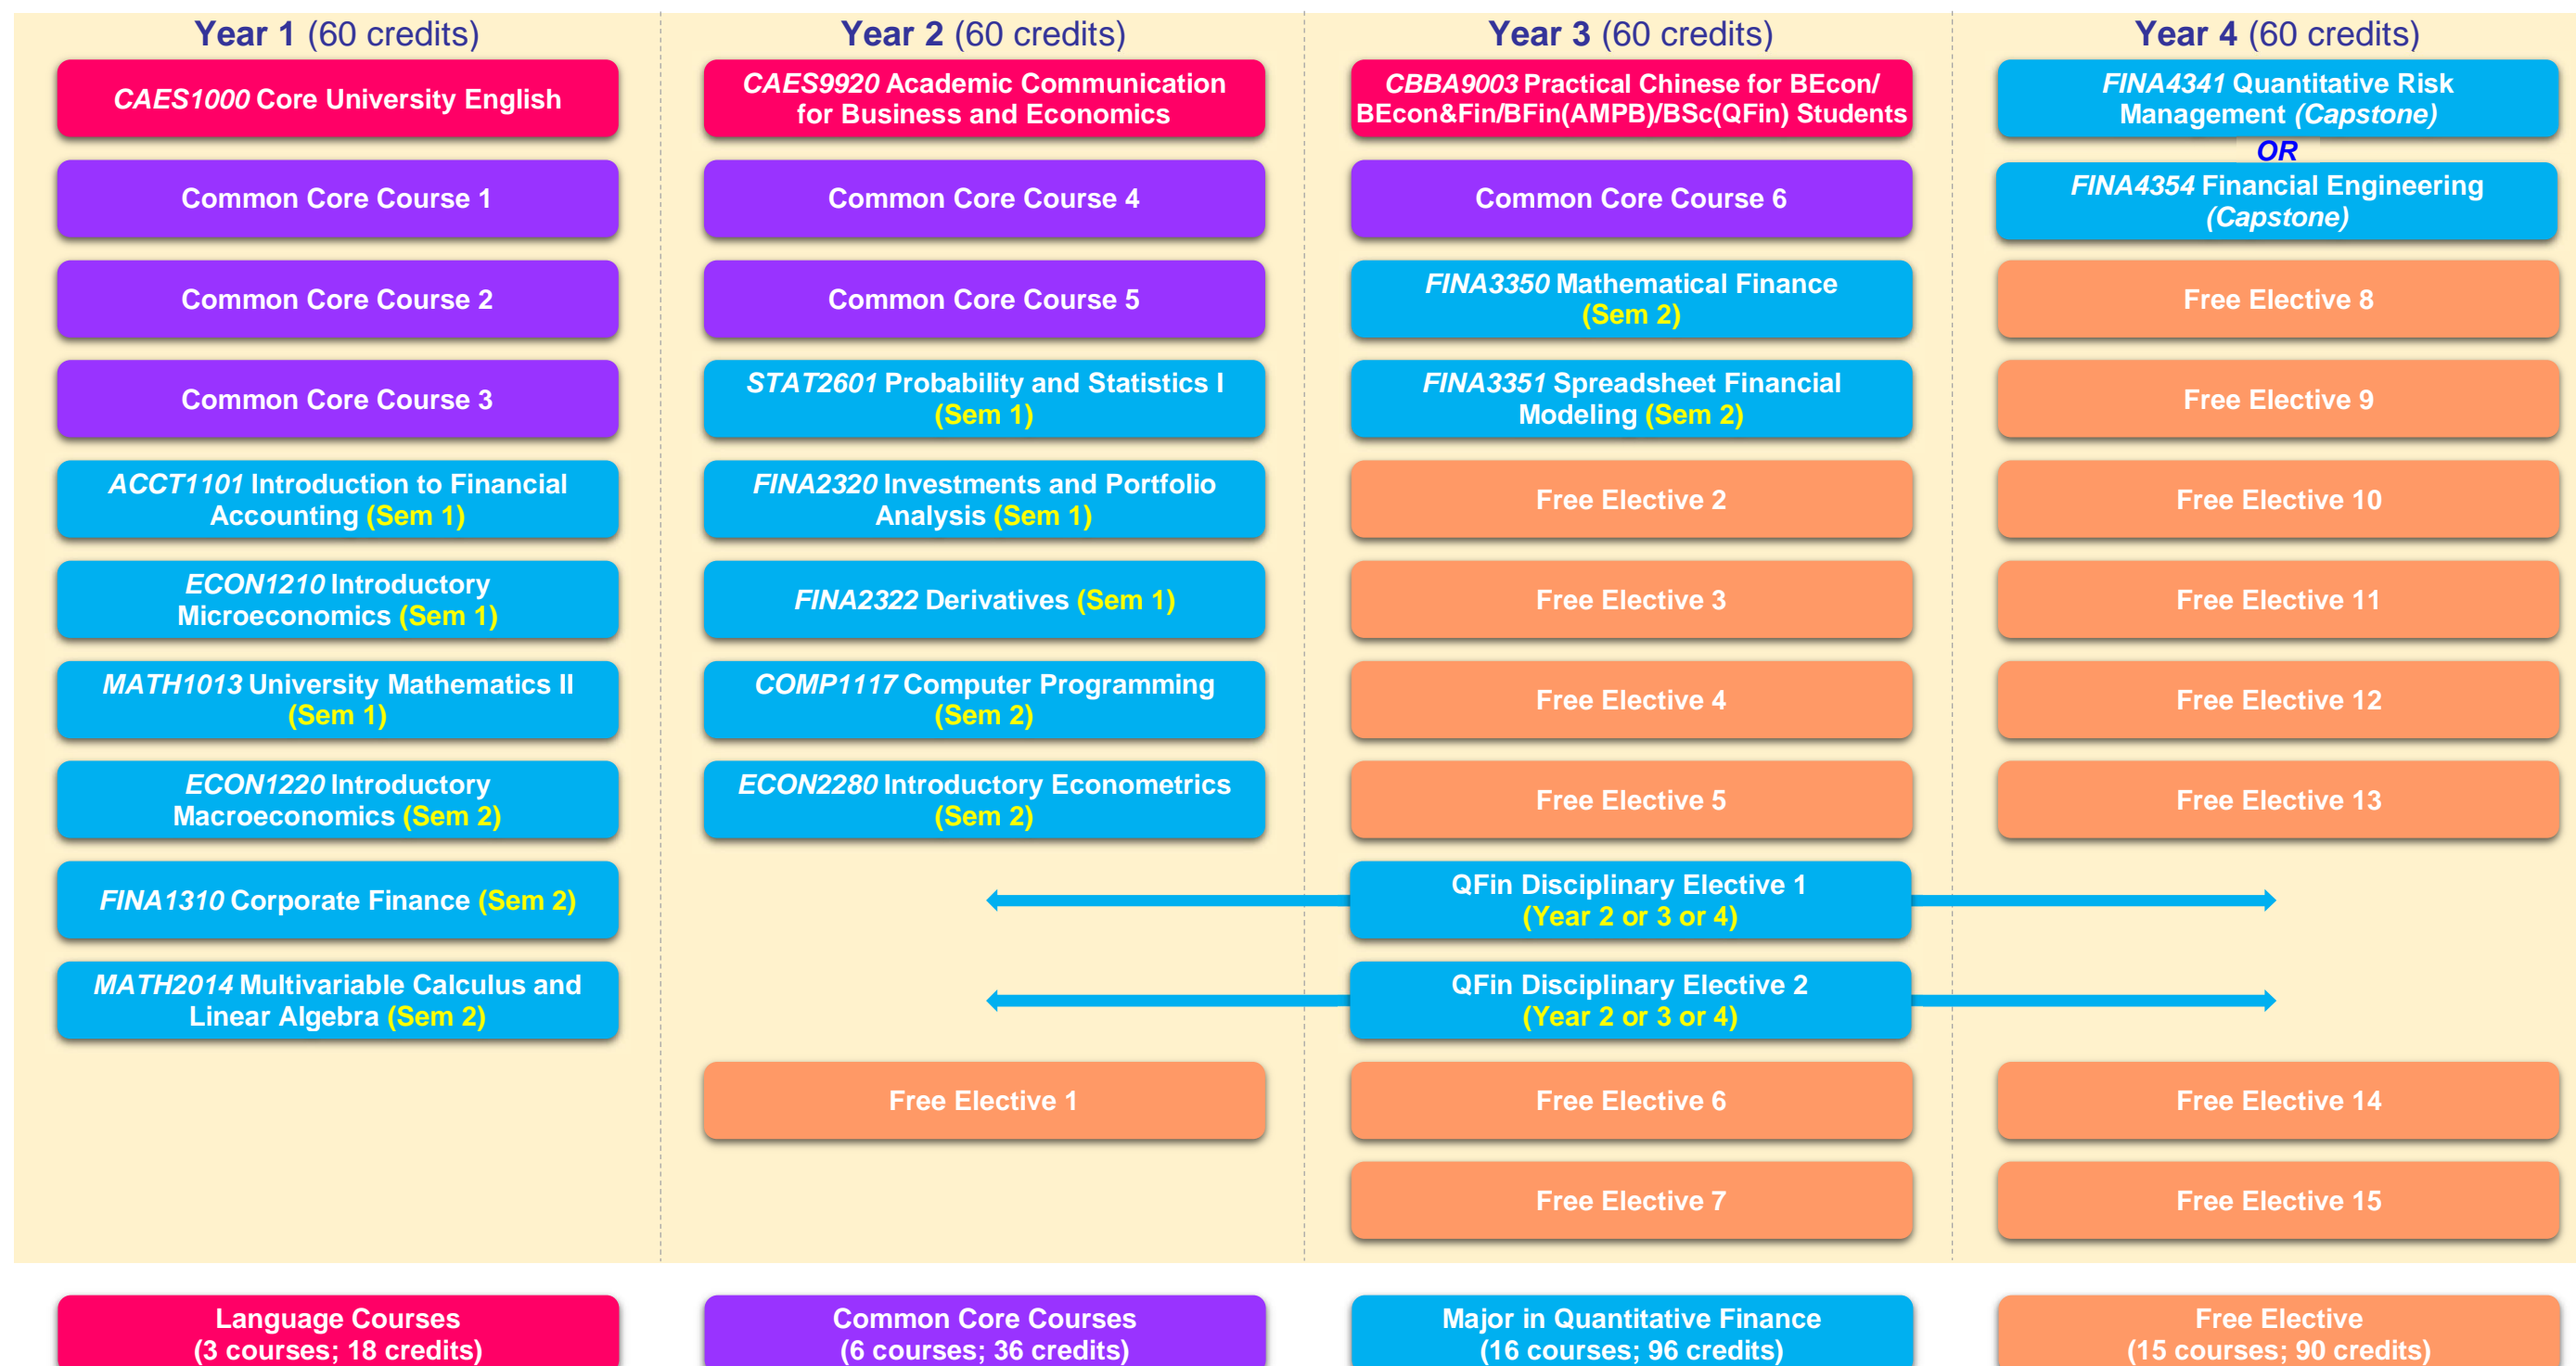 Year 1 (60 credits)
CAES1000 Core University English
Common Core Course 1
Common Core Course 2
Common Core Course 3
ACCT1101 Introduction to Financial
Accounting (Sem 1)
ECON1210 Introductory
Microeconomics (Sem 1)
MATH1013 University Mathematics II
(Sem 1)
ECON1220 Introductory
Macroeconomics (Sem 2)
FINA1310 Corporate Finance (Sem 2)
MATH2014 Multivariable Calculus and
Linear Algebra (Sem 2)
Year 2 (60 credits)
CAES9920 Academic Communication
for Business and Economics
Common Core Course 4
Common Core Course 5
STAT2601 Probability and Statistics I
(Sem 1)
FINA2320 Investments and Portfolio
Analysis (Sem 1)
FINA2322 Derivatives (Sem 1)
COMP1117 Computer Programming
(Sem 2)
ECON2280 Introductory Econometrics
(Sem 2)
Free Elective 1
Year 3 (60 credits)
CBBA9003 Practical Chinese for BEcon/
BEcon&Fin/BFin(AMPB)/BSc(QFin) Students
Common Core Course 6
FINA3350 Mathematical Finance
(Sem 2)
FINA3351 Spreadsheet Financial
Modeling (Sem 2)
Free Elective 2
Free Elective 3
Free Elective 4
Free Elective 5
QFin Disciplinary Elective 1
(Year 2 or 3 or 4)
QFin Disciplinary Elective 2
(Year 2 or 3 or 4)
Free Elective 6
Free Elective 7
Year 4 (60 credits)
FINA4341 Quantitative Risk
Management (Capstone)
OR
FINA4354 Financial Engineering
(Capstone)
Free Elective 8
Free Elective 9
Free Elective 10
Free Elective 11
Free Elective 12
Free Elective 13
Free Elective 14
Free Elective 15
Language Courses
(3 courses; 18 credits)
Common Core Courses
(6 courses; 36 credits)
Major in Quantitative Finance
(16 courses; 96 credits)
Free Elective
(15 courses; 90 credits)